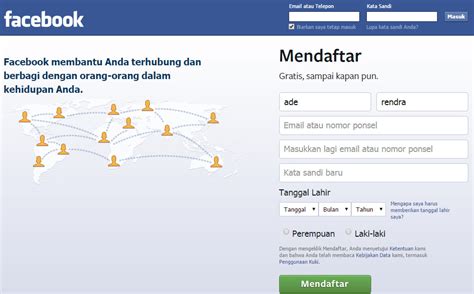 facebook
Email atau Telepon
Kata Sandi
Masuk
Biarkan saya tetap masuk
Lupa kata sandi Anda?
Facebook membantu Anda terhubung dan
berbagi dengan orang-orang dalam
kehidupan Anda.
Mendaftar
Gratis, sampai kapan pun.
ade
rendra
Email atau nomor ponsel
Masukkan lagi email atau nomor ponsel
Kata sandi baru
Tanggal Lahir
Tanggal
Bulan
Tahun
Mengapa saya harus
memberikan tanggal lahir
saya?
Perempuan
Laki-laki
Dengan mengeklik Mendaftar, Anda menyetujui Ketentuan kami
dan bahwa Anda telah membaca Kebijakan Data kami, termasuk
Penggunaan Kuki.
Mendaftar